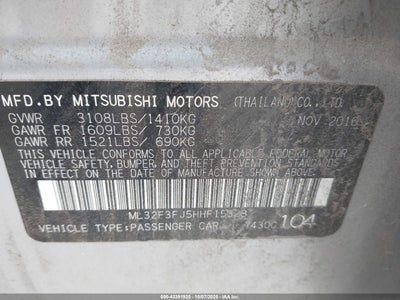 MFD.BY MITSUBISHI MOTORS (THAILAND)CO.,LTD.
GVWR 3108LBS/1410KG NOV 2016
GAWR FR 1609LBS/ 730KG
GAWR RR 1521LBS/ 690KG
THIS VEHICLE CONFORMS TO ALL APPLICABLE FEDERAL MOTOR
VEHICLE SAFETY, BUMPER, AND THEFT PREVENTION STANDARDS
IN EFFECT ON THE DATE OF MANUFACTURE SHOWN ABOVE.
VEHICLE TYPE:PASSENGER CAR 104